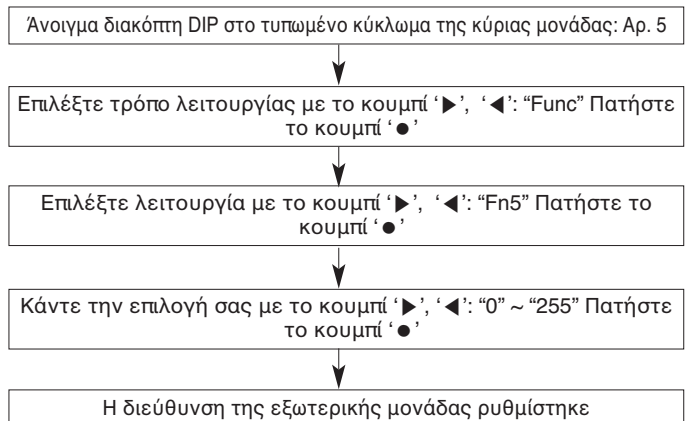 Άνοιγμα διακόπτη DIP στο τυπωμένο κύκλωμα της κύριας μονάδας: Αρ. 5
Επιλέξτε τρόπο λειτουργίας με το κουμπί ‘▶’, ‘◀’: “Func” Πατήστε
το κουμπί ‘●’
Επιλέξτε λειτουργία με το κουμπί ‘▶’, ‘◀’: “Fn5” Πατήστε το
κουμπί ‘●’
Κάντε την επιλογή σας με το κουμπί ‘▶’, ‘◀’: “0” ~ “255” Πατήστε
το κουμπί ‘●’
Η διεύθυνση της εξωτερικής μονάδας ρυθμίστηκε